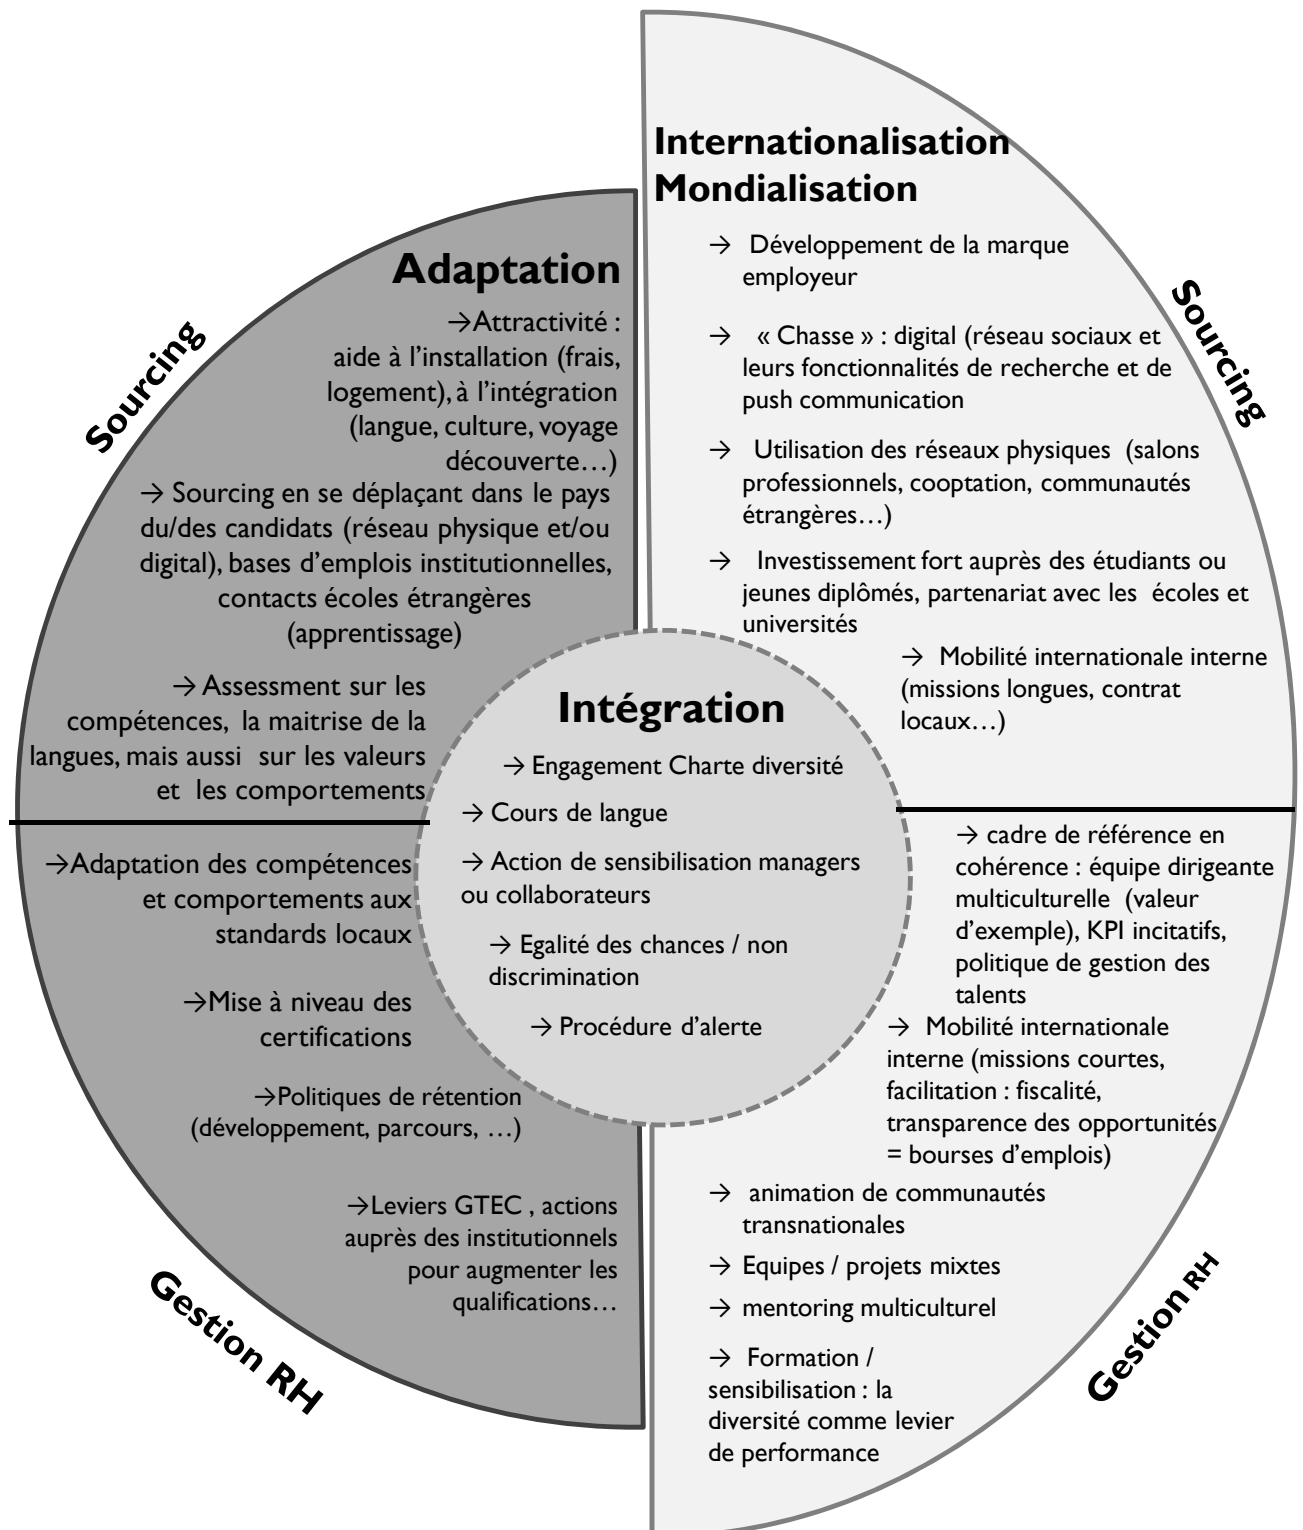 Internationalisation
Mondialisation
→ Développement de la marque
employeur
→ « Chasse » : digital (réseau sociaux et
leurs fonctionnalités de recherche et de
push communication
→ Utilisation des réseaux physiques (salons
professionnels, cooptation, communautés
étrangères…)
→ Investissement fort auprès des étudiants ou
jeunes diplômés, partenariat avec les écoles et
universités
→ Mobilité internationale interne
(missions longues, contrat
locaux…)
Sourcing
Adaptation
→Attractivité :
aide à l’installation (frais,
logement), à l’intégration
(langue, culture, voyage
découverte…)
→ Sourcing en se déplaçant dans le pays
du/des candidats (réseau physique et/ou
digital), bases d’emplois institutionnelles,
contacts écoles étrangères
(apprentissage)
→ Assessment sur les
compétences, la maitrise de la
langues, mais aussi sur les valeurs
et les comportements
Sourcing
Intégration
→ Engagement Charte diversité
→ Cours de langue
→ Action de sensibilisation managers
ou collaborateurs
→ Egalité des chances / non
discrimination
→ Procédure d’alerte
→Adaptation des compétences
et comportements aux
standards locaux
→Mise à niveau des
certifications
→Politiques de rétention
(développement, parcours, …)
→Leviers GTEC , actions
auprès des institutionnels
pour augmenter les
qualifications…
Gestion RH
→ cadre de référence en
cohérence : équipe dirigeante
multiculturelle (valeur
d’exemple), KPI incitatifs,
politique de gestion des
talents
→ Mobilité internationale
interne (missions courtes,
facilitation : fiscalité,
transparence des opportunités
= bourses d’emplois)
→ animation de communautés
transnationales
→ Equipes / projets mixtes
→ mentoring multiculturel
→ Formation /
sensibilisation : la
diversité comme levier
de performance
Gestion RH